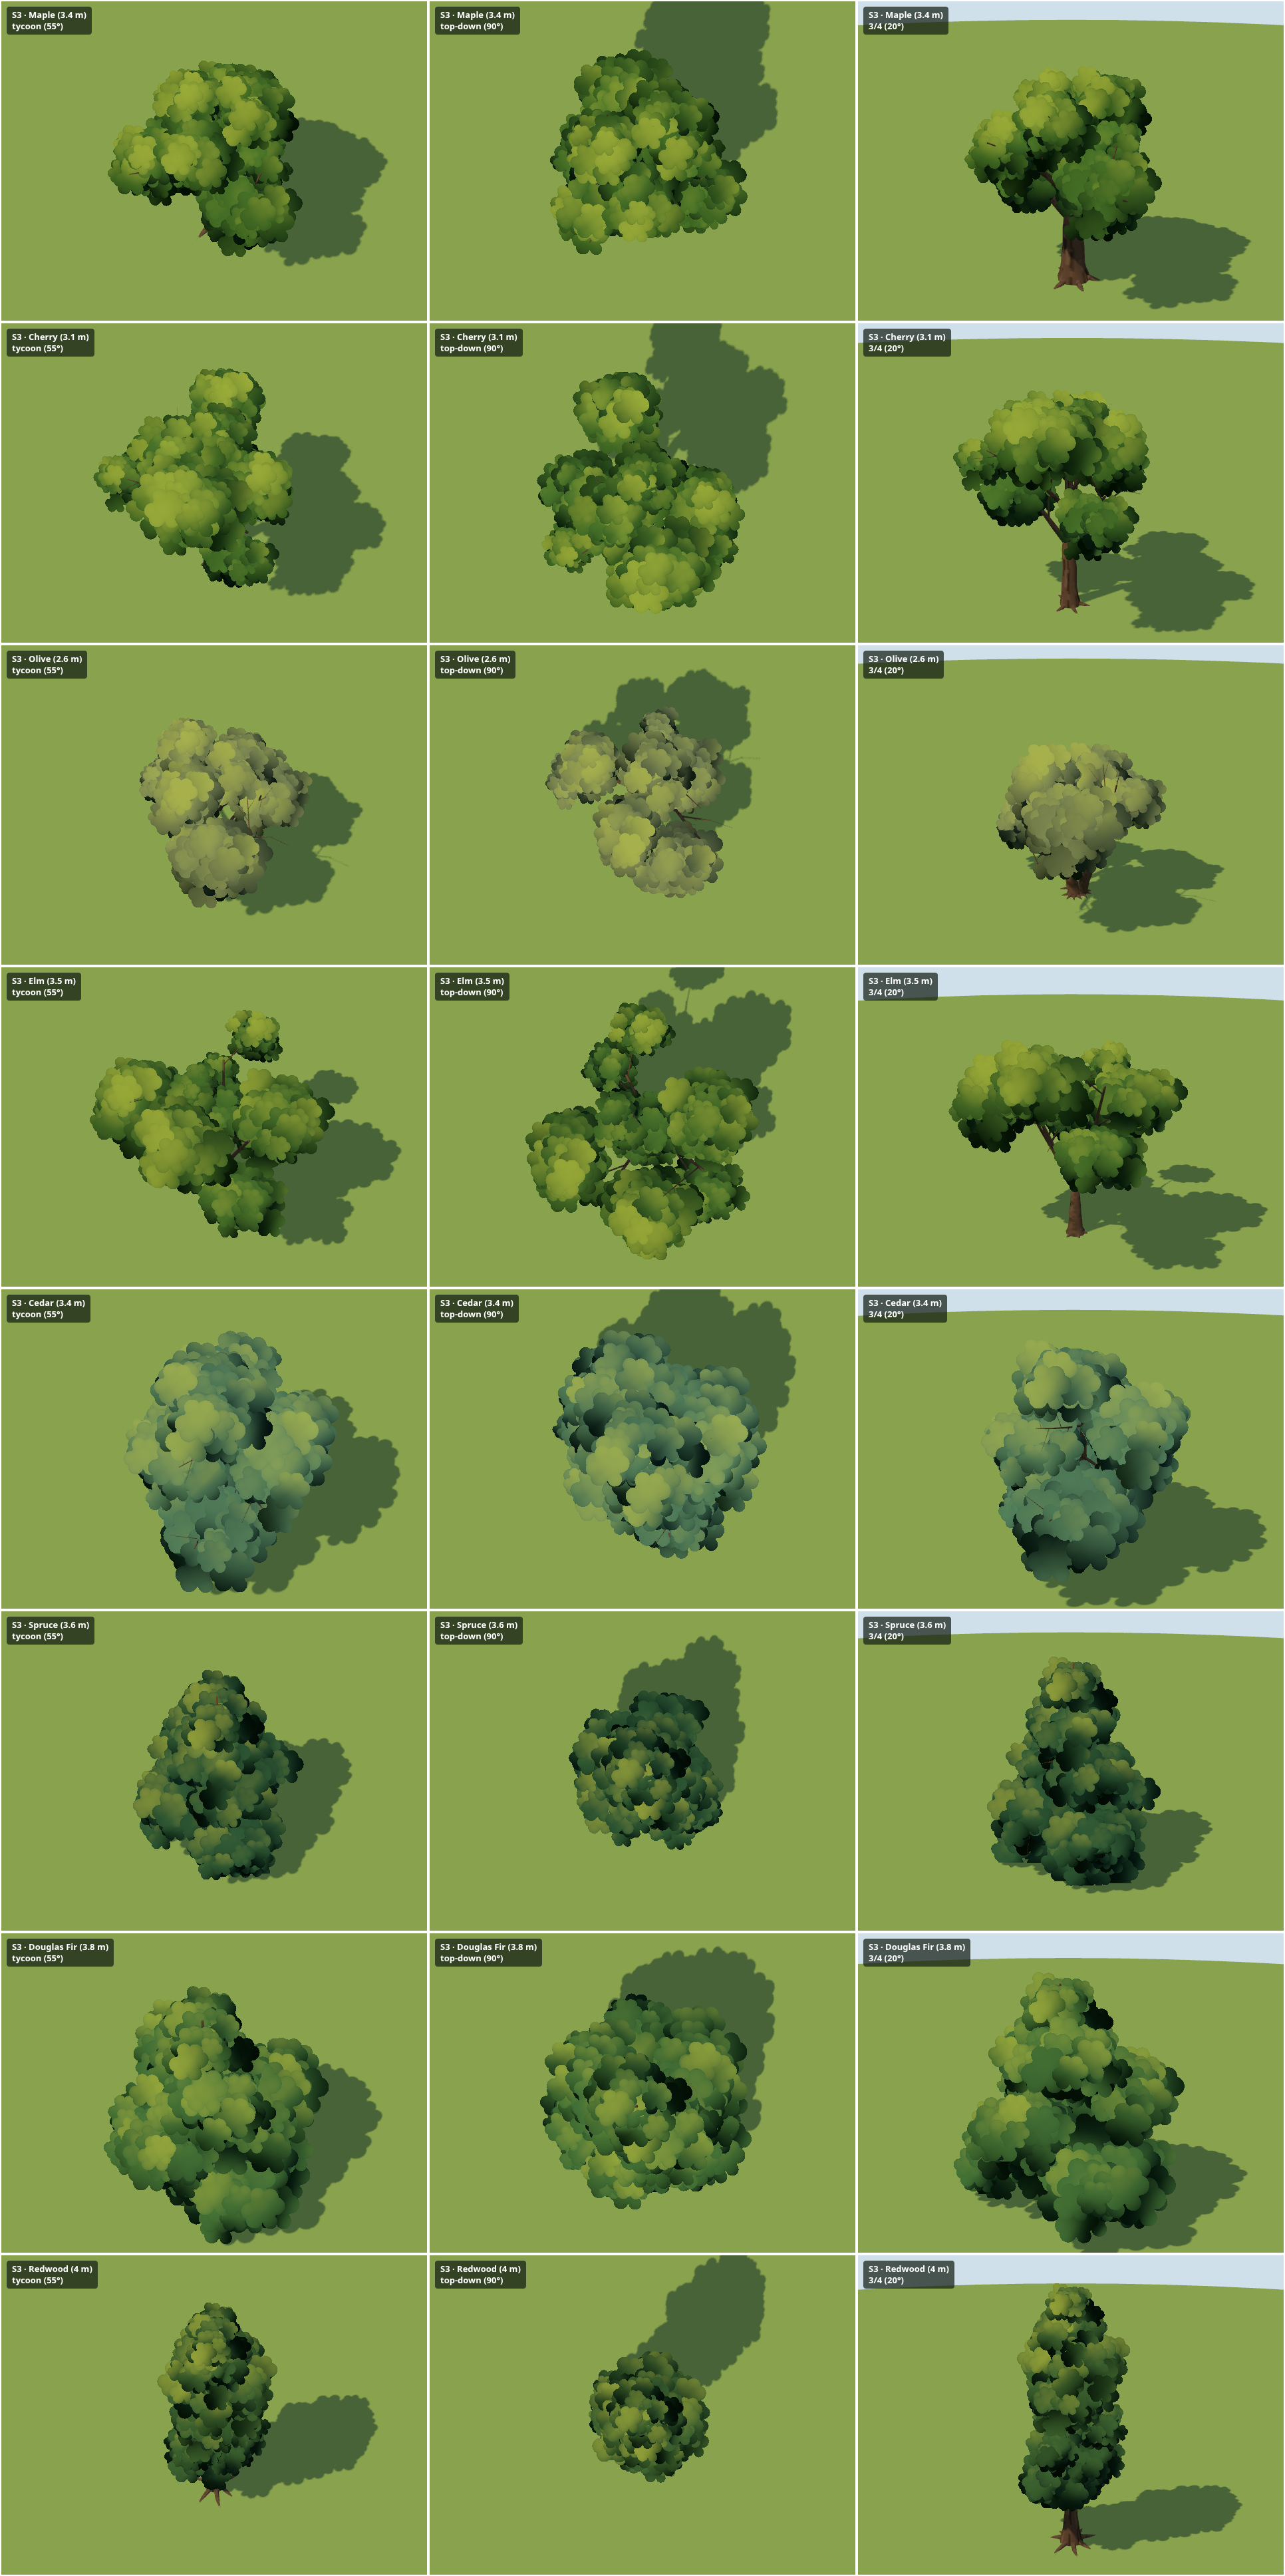 S3 · Maple (3.4 m)
tycoon (55°)
S3 · Maple (3.4 m)
top-down (90°)
S3 · Maple (3.4 m)
3/4 (20°)
S3 · Cherry (3.1 m)
tycoon (55°)
S3 · Cherry (3.1 m)
top-down (90°)
S3 · Cherry (3.1 m)
3/4 (20°)
S3 · Olive (2.6 m)
tycoon (55°)
S3 · Olive (2.6 m)
top-down (90°)
S3 · Olive (2.6 m)
3/4 (20°)
S3 · Elm (3.5 m)
tycoon (55°)
S3 · Elm (3.5 m)
top-down (90°)
S3 · Elm (3.5 m)
3/4 (20°)
S3 · Cedar (3.4 m)
tycoon (55°)
S3 · Cedar (3.4 m)
top-down (90°)
S3 · Cedar (3.4 m)
3/4 (20°)
S3 · Spruce (3.6 m)
tycoon (55°)
S3 · Spruce (3.6 m)
top-down (90°)
S3 · Spruce (3.6 m)
3/4 (20°)
S3 · Douglas Fir (3.8 m)
tycoon (55°)
S3 · Douglas Fir (3.8 m)
top-down (90°)
S3 · Douglas Fir (3.8 m)
3/4 (20°)
S3 · Redwood (4 m)
tycoon (55°)
S3 · Redwood (4 m)
top-down (90°)
S3 · Redwood (4 m)
3/4 (20°)